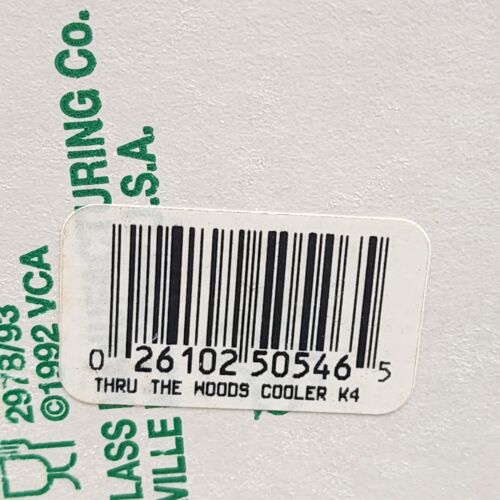 URING Co.
.S.A.
2978/93
©1992 VCA
LASS
VILLE
0 26102 50546 5
THRU THE WOODS COOLER K4